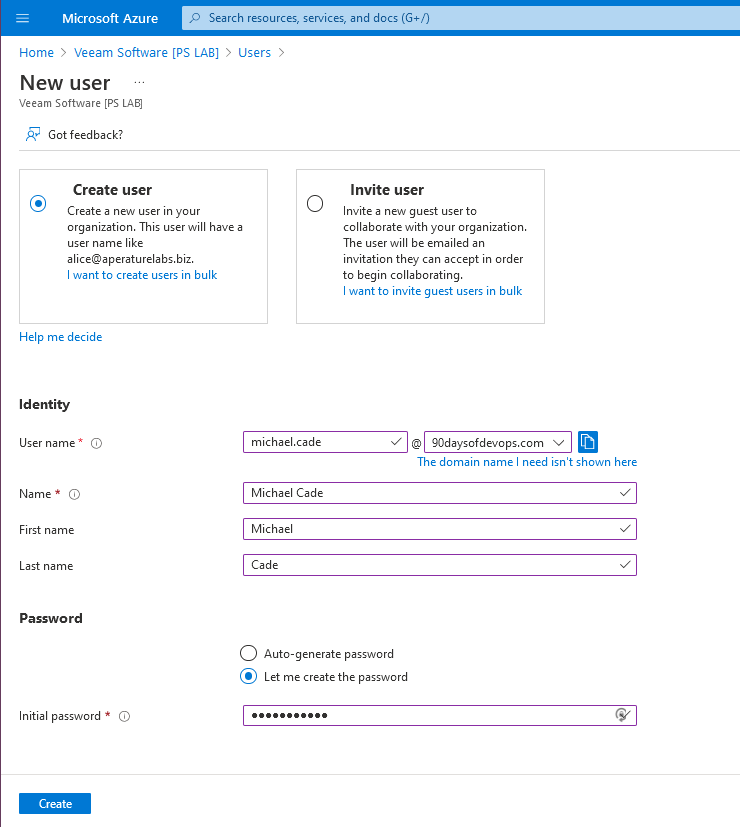 Microsoft Azure
Search resources, services, and docs (G+/)
Home > Veeam Software [PS LAB] > Users >
New user ...
Veeam Software [PS LAB]
Got feedback?
Create user
Create a new user in your
organization. This user will have a
user name like
alice@aperaturelabs.biz.
I want to create users in bulk
Invite user
Invite a new guest user to
collaborate with your organization.
The user will be emailed an
invitation they can accept in order
to begin collaborating.
I want to invite guest users in bulk
Help me decide
Identity
User name * michael.cade @ 90daysofdevops.com
The domain name I need isn't shown here
Name * Michael Cade
First name Michael
Last name Cade
Password
Auto-generate password
Let me create the password
Initial password * •••••••••••
Create